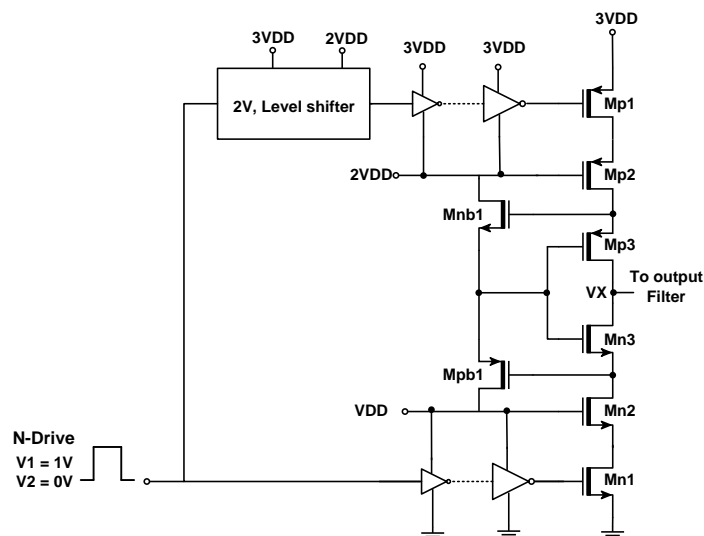 3VDD
3VDD 2VDD
3VDD 3VDD
2V, Level shifter
Mp1
2VDD
Mp2
Mnb1
Mp3
To output
Filter
VX
Mn3
Mpb1
VDD
Mn2
N-Drive
V1 = 1V
V2 = 0V
Mn1